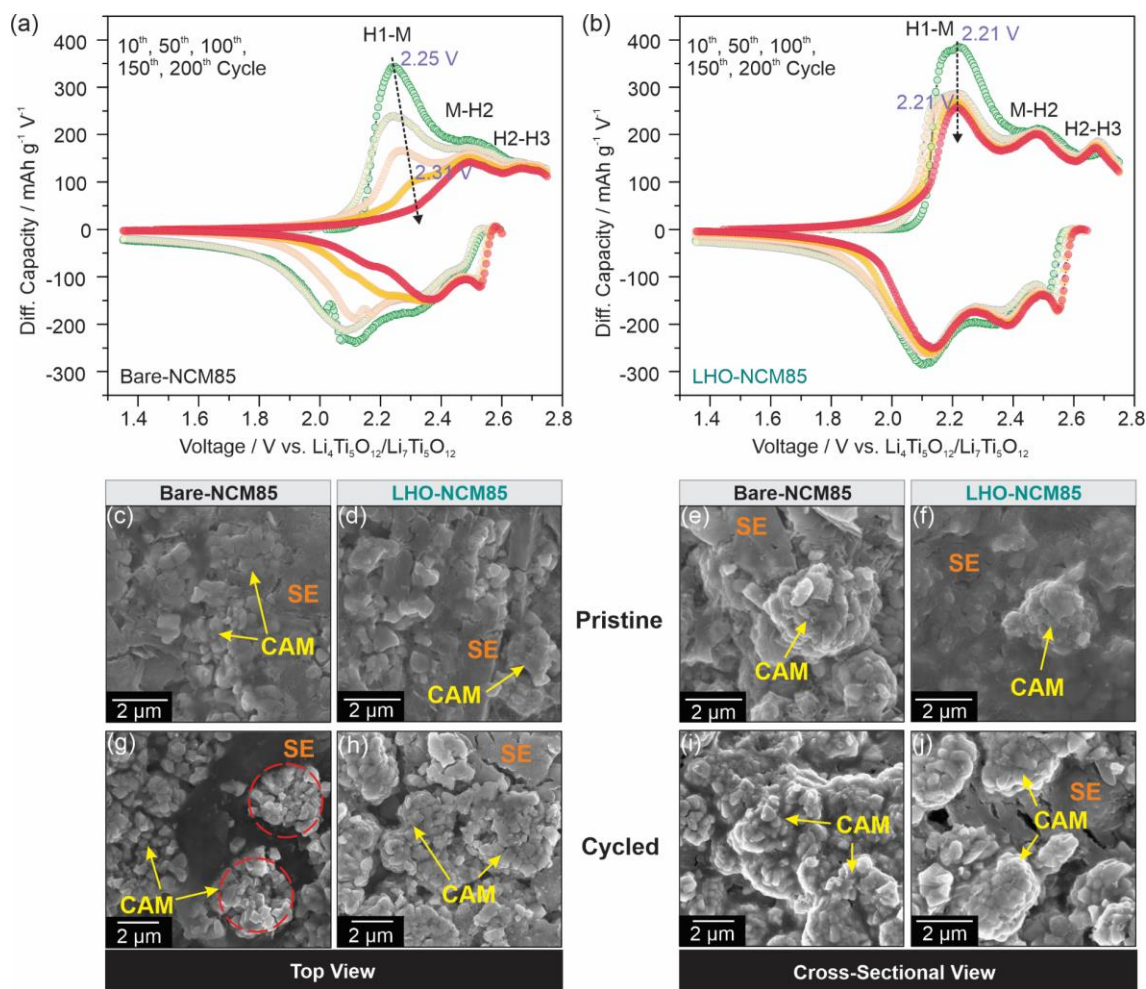 (a)
10th, 50th, 100th,
150th, 200th Cycle
H1-M
2.25 V
M-H2
H2-H3
2.31 V
400
300
200
100
0
-100
-200
-300
Diff. Capacity / mAh g⁻¹ V⁻¹
Bare-NCM85
1.4 1.6 1.8 2.0 2.2 2.4 2.6 2.8
Voltage / V vs. Li₄Ti₅O₁₂/Li₇Ti₅O₁₂
(b)
10th, 50th, 100th,
150th, 200th Cycle
H1-M
2.21 V
2.21 V
M-H2
H2-H3
400
300
200
100
0
-100
-200
-300
Diff. Capacity / mAh g⁻¹ V⁻¹
LHO-NCM85
1.4 1.6 1.8 2.0 2.2 2.4 2.6 2.8
Voltage / V vs. Li₄Ti₅O₁₂/Li₇Ti₅O₁₂
Bare-NCM85
LHO-NCM85
Bare-NCM85
LHO-NCM85
(c)
SE
CAM
2 μm
(d)
SE
CAM
2 μm
Pristine
(e)
SE
CAM
2 μm
(f)
SE
CAM
2 μm
(g)
SE
CAM
2 μm
(h)
SE
CAM
2 μm
Cycled
(i)
CAM
2 μm
(j)
CAM
SE
2 μm
Top View
Cross-Sectional View